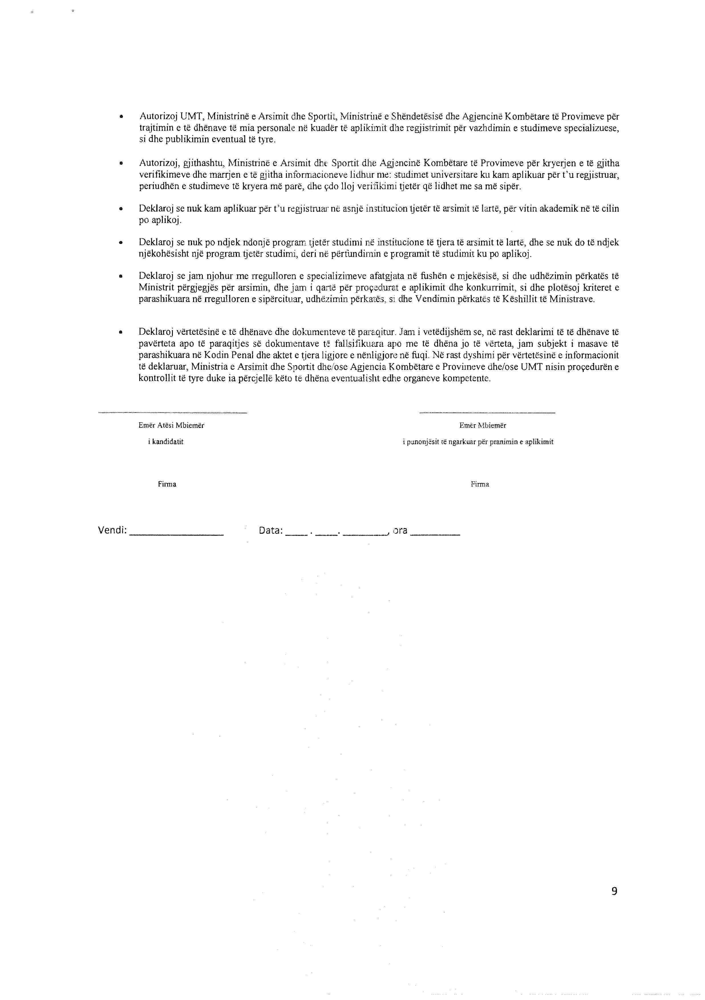 • Autorizoj UMT, Ministrinë e Arsimit dhe Sportit, Ministrinë e Shëndetësisë dhe Agjencinë Kombëtare të Provimeve për
trajtimin e të dhënave të mia personale në kuadër të aplikimit dhe regjistrimit për vazhdimin e studimeve specializuese,
si dhe publikimin eventual të tyre.
• Autorizoj, gjithashtu, Ministrinë e Arsimit dhe Sportit dhe Agjencinë Kombëtare të Provimeve për kryerjen e të gjitha
verifikimeve dhe marrjen e të gjitha informacioneve lidhur me: studimet universitare ku kam aplikuar për t'u regjistruar,
periudhën e studimeve të kryera më parë, dhe çdo lloj verifikimi tjetër që lidhet me sa më sipër.
• Deklaroj se nuk kam aplikuar për t'u regjistruar në asnjë institucion tjetër të arsimit të lartë, për vitin akademik në të cilin
po aplikoj.
• Deklaroj se nuk po ndjek ndonjë program tjetër studimi në institucione të tjera të arsimit të lartë, dhe se nuk do të ndjek
njëkohësisht një program tjetër studimi, deri në përfundimin e programit të studimit ku po aplikoj.
• Deklaroj se jam njohur me rregulloren e specializimeve afatgjata në fushën e mjekësisë, si dhe udhëzimin përkatës të
Ministrit përgjegjës për arsimin, dhe jam i qartë për proçedurat e aplikimit dhe konkurrimit, si dhe plotësoj kriteret e
parashikuara në rregulloren e sipërcituar, udhëzimin përkatës, si dhe Vendimin përkatës të Këshillit të Ministrave.
• Deklaroj vërtetësinë e të dhënave dhe dokumenteve të paraqitur. Jam i vetëdijshëm se, në rast deklarimi të të dhënave të
pavërteta apo të paraqitjes së dokumentave të fallsifikuara apo me të dhëna jo të vërteta, jam subjekt i masave të
parashikuara në Kodin Penal dhe aktet e tjera ligjore e nënligjore në fuqi. Në rast dyshimi për vërtetësinë e informacionit
të deklaruar, Ministria e Arsimit dhe Sportit dhe/ose Agjencia Kombëtare e Provimeve dhe/ose UMT nisin proçedurën e
kontrollit të tyre duke ia përcjellë këto të dhëna eventualisht edhe organeve kompetente.
Emër Atësi Mbiemër Emër Mbiemër
i kandidatit i punonjësit të ngarkuar për pranimin e aplikimit
Firma Firma
Vendi: ________ Data: ____. ____. ________, ora ________
9